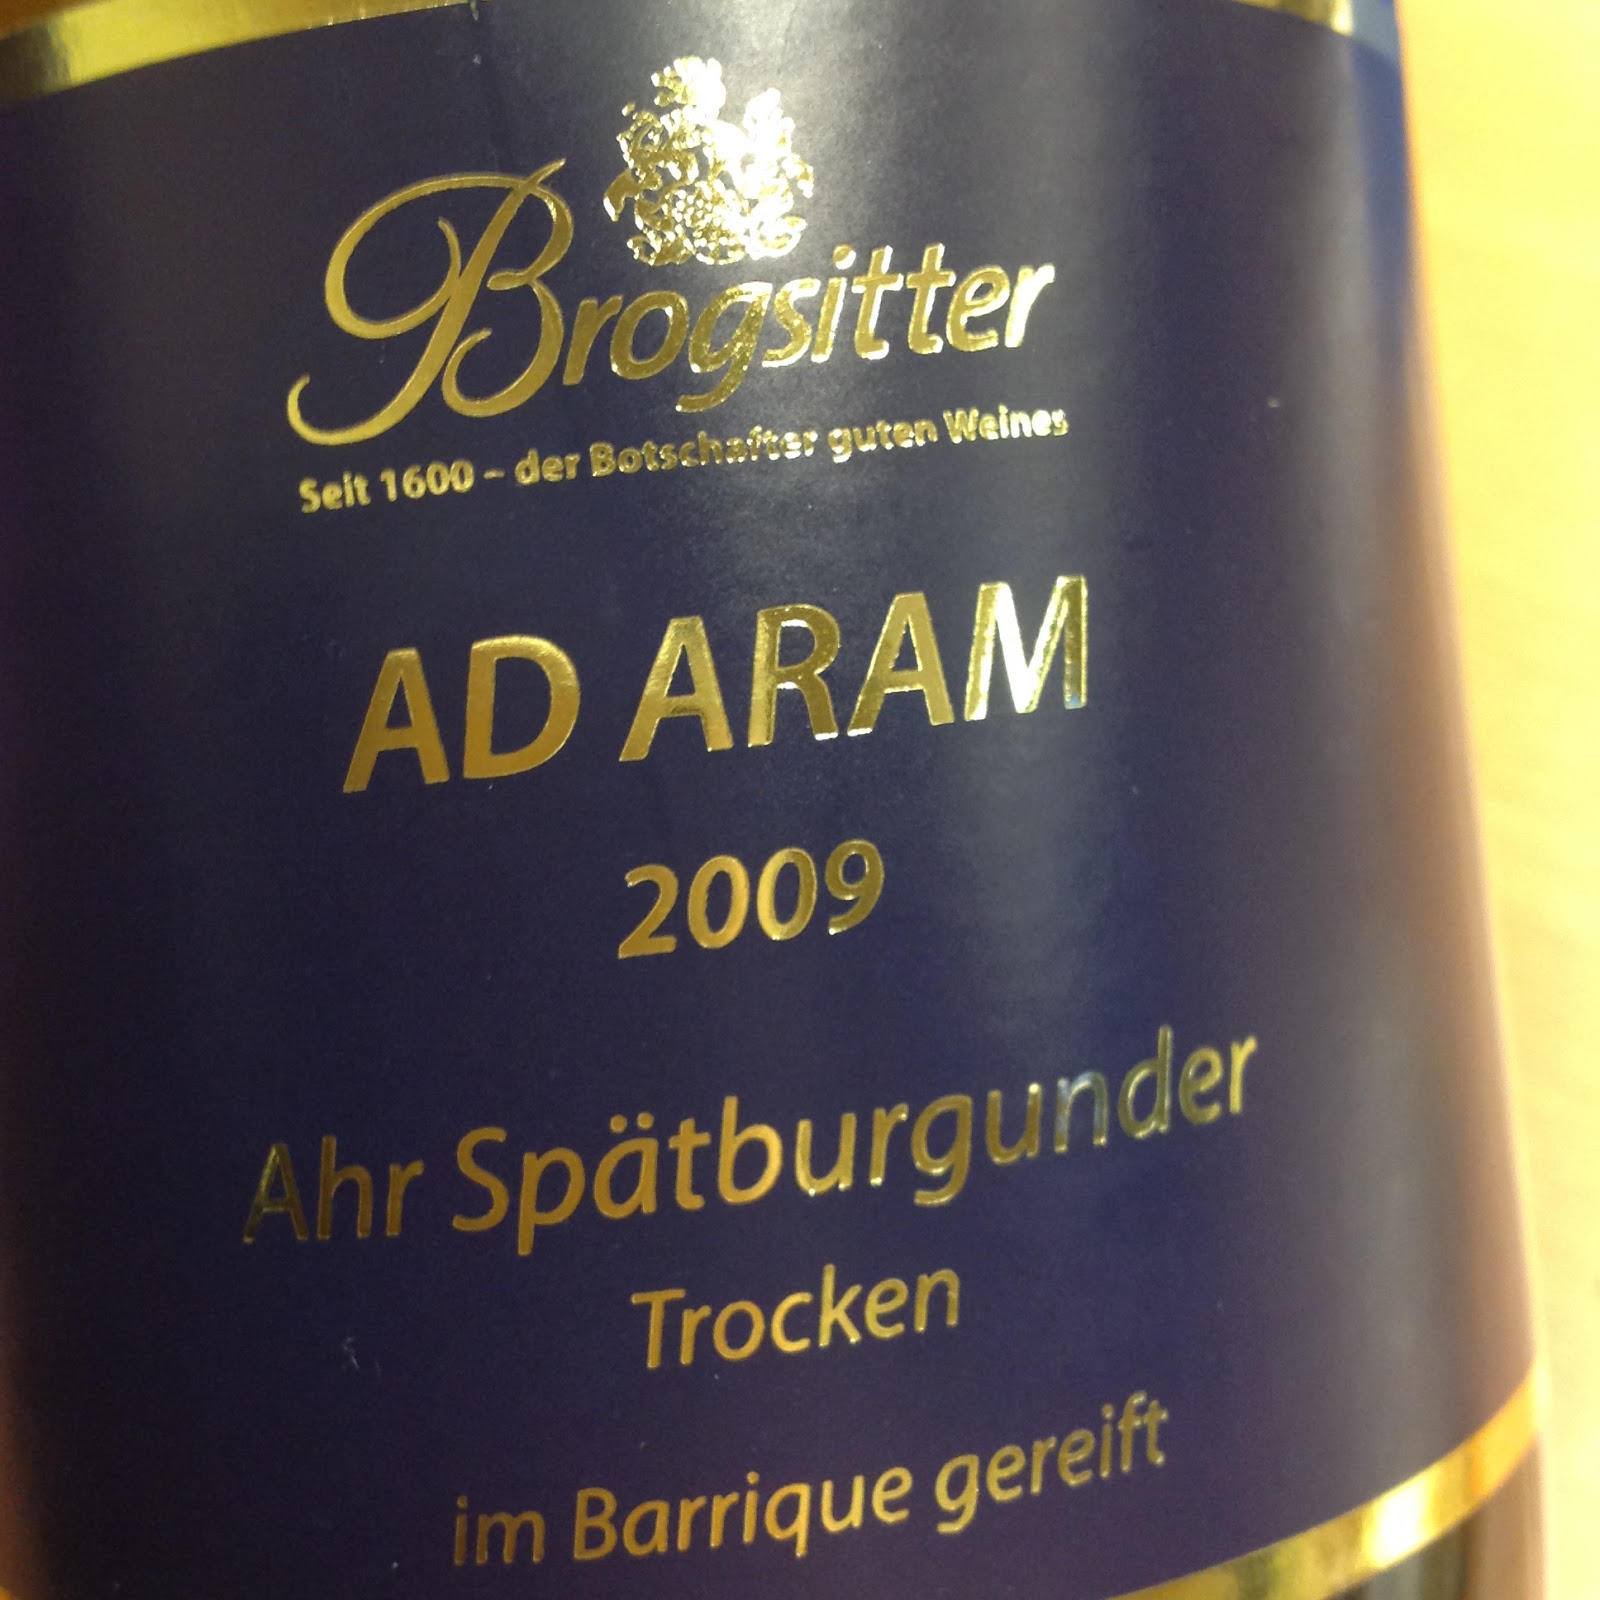 Brogsitter
Seit 1600 – der Botschafter guten Weines
AD ARAM
2009
Ahr Spätburgunder
Trocken
im Barrique gereift